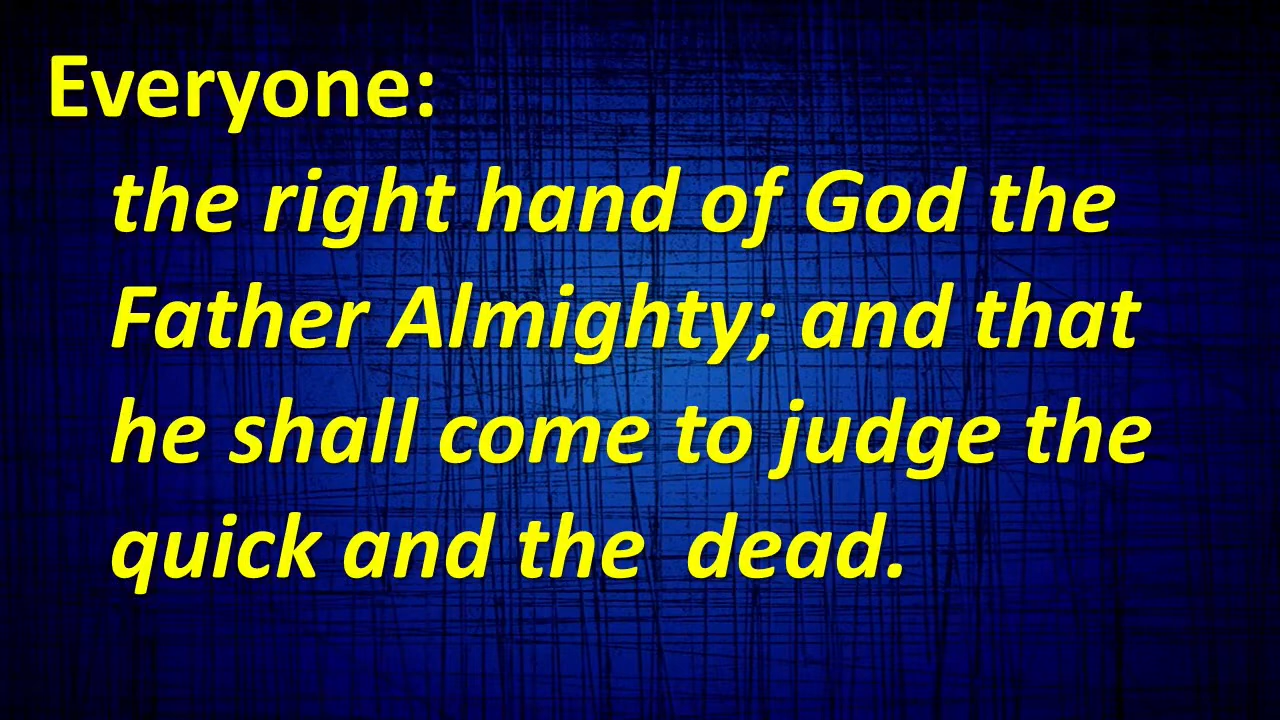 Everyone:
the right hand of God the
Father Almighty; and that
he shall come to judge the
quick and the  dead.